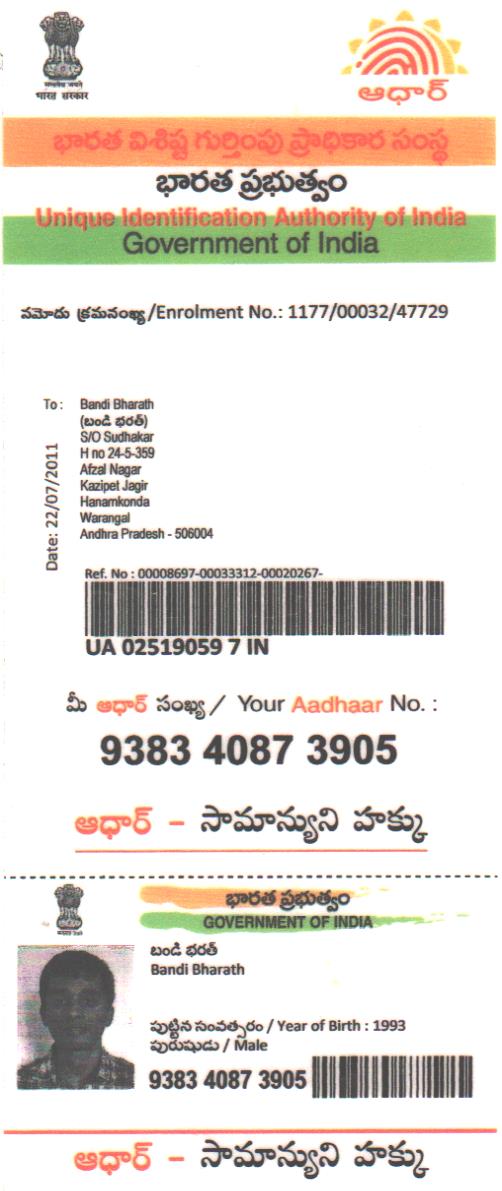 भारत सरकार
ఆధార్
భారత విశిష్ట గుర్తింపు ప్రాధికార సంస్థ
భారత ప్రభుత్వం
Unique Identification Authority of India
Government of India
నమోదు క్రమసంఖ్య/Enrolment No.: 1177/00032/47729
To : Bandi Bharath
(బండి భరత్)
S/O Sudhakar
H no 24-5-359
Afzal Nagar
Kazipet Jagir
Hanamkonda
Warangal
Andhra Pradesh - 506004
Date: 22/07/2011
Ref. No : 00008697-00033312-00020267-
UA 02519059 7 IN
మీ ఆధార్ సంఖ్య / Your Aadhaar No. :
9383 4087 3905
ఆధార్ - సామాన్యుని హక్కు
భారత ప్రభుత్వం
GOVERNMENT OF INDIA
బండి భరత్
Bandi Bharath
పుట్టిన సంవత్సరం / Year of Birth : 1993
పురుషుడు / Male
9383 4087 3905
ఆధార్ - సామాన్యుని హక్కు